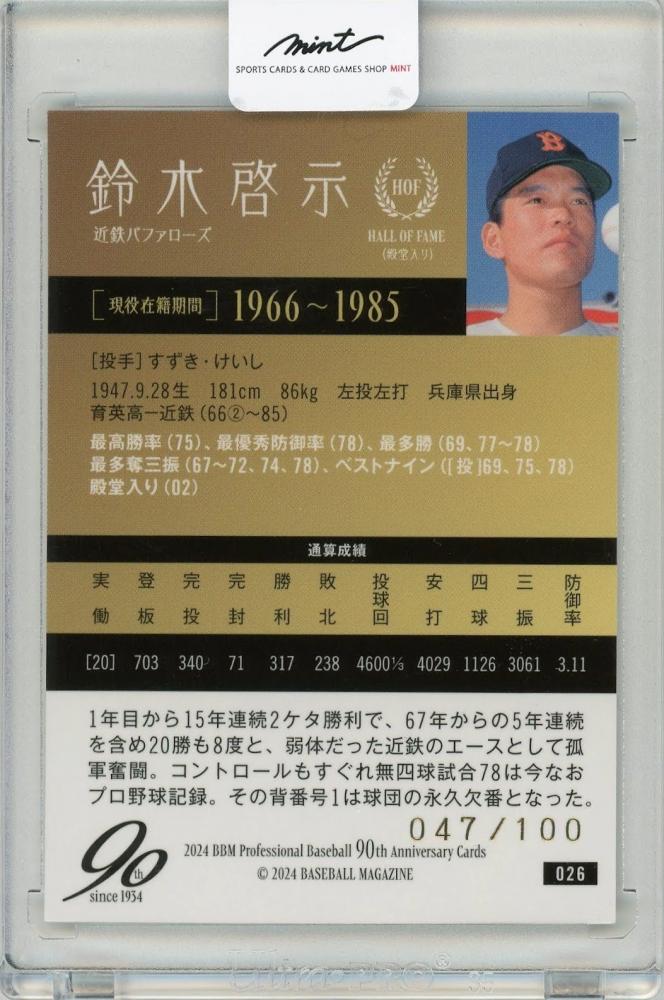 mint
SPORTS CARDS & CARD GAMES SHOP MINT
鈴木啓示
近鉄バファローズ
HOF
HALL OF FAME
(殿堂入り)
B
[現役在籍期間] 1966~1985
[投手]すずき・けいし
1947.9.28生 181cm 86kg 左投左打 兵庫県出身
育英高ー近鉄(66②~85)
最高勝率(75)、最優秀防御率(78)、最多勝(69、77~78)
最多奪三振(67~72、74、78)、ベストナイン([投]69、75、78)
殿堂入り(02)
通算成績
実働 登板 完投 完封 勝利 敗北 投球回 安打 四球 三振 防御率
[20] 703 340 71 317 238 4600⅓ 4029 1126 3061 3.11
1年目から15年連続2ケタ勝利で、67年からの5年連続
を含め20勝も8度と、弱体だった近鉄のエースとして孤
軍奮闘。コントロールもすぐれ無四球試合78は今なお
プロ野球記録。その背番号1は球団の永久欠番となった。
047/100
90th
since 1934
2024 BBM Professional Baseball 90th Anniversary Cards
© 2024 BASEBALL MAGAZINE
026
Ultra PRO®